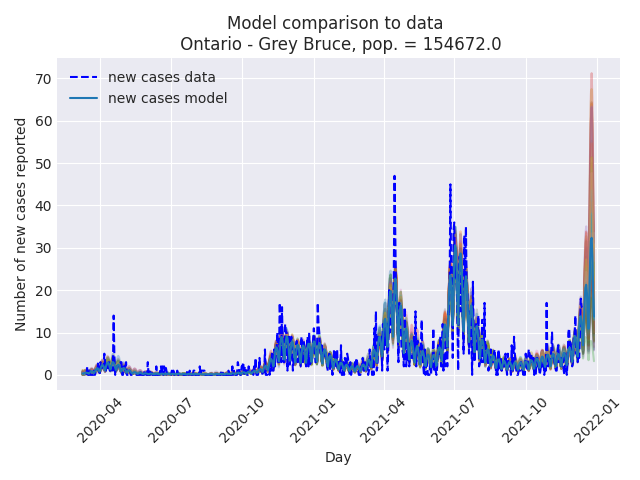 Model comparison to data
Ontario - Grey Bruce, pop. = 154672.0
new cases data
new cases model
Number of new cases reported
70
60
50
40
30
20
10
0
2020-04
2020-07
2020-10
2021-01
2021-04
2021-07
2021-10
2022-01
Day